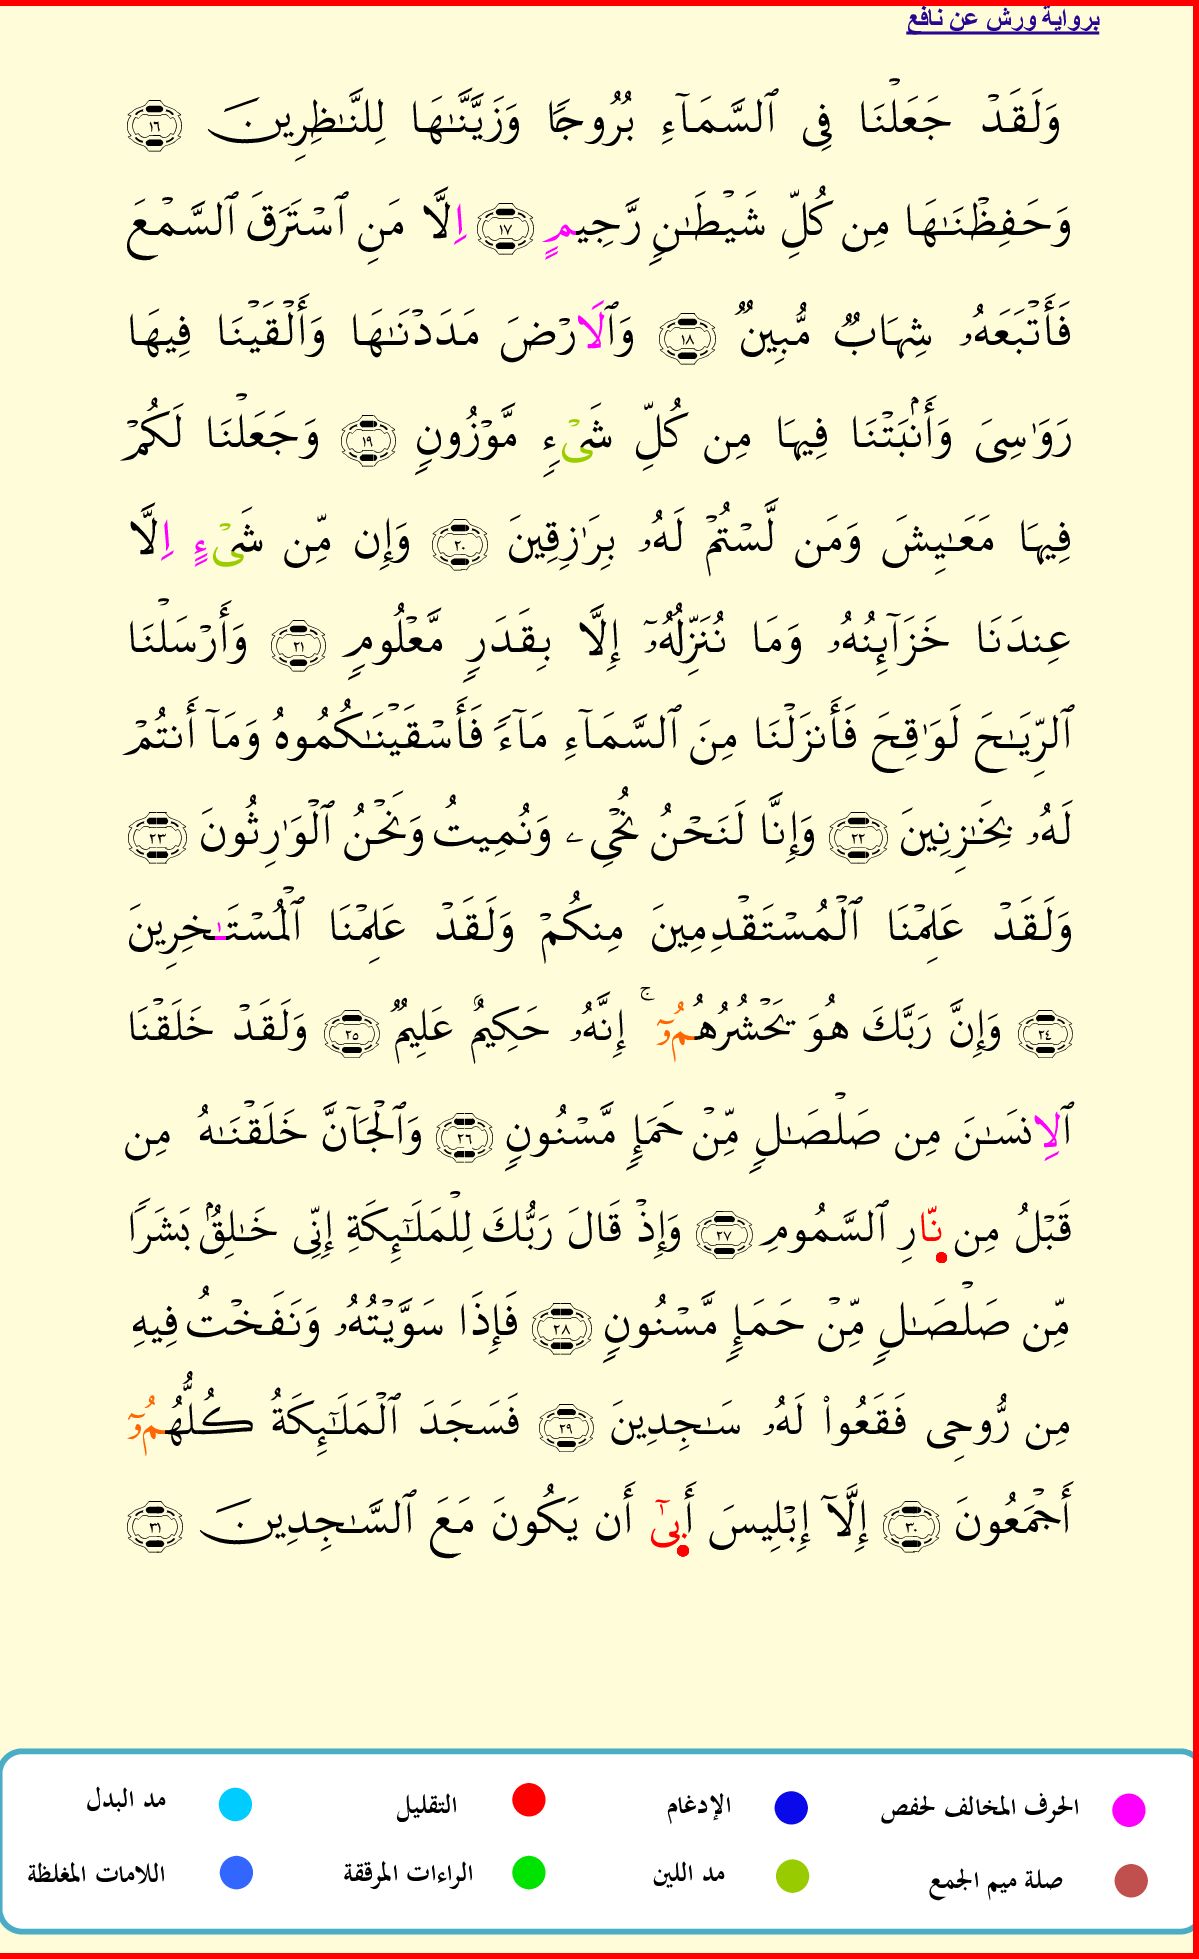 برواية ورش عن نافع
وَلَقَدْ جَعَلْنَا فِى ٱلسَّمَآءِ بُرُوجًا وَزَيَّنَّـٰهَا لِلنَّـٰظِرِينَ ١٦
وَحَفِظْنَـٰهَا مِن كُلِّ شَيْطَـٰنٍ رَّجِيمٍ ١٧ اِلَّا مَنِ ٱسْتَرَقَ ٱلسَّمْعَ
فَأَتْبَعَهُۥ شِهَابٌ مُّبِينٌ ١٨ وَٱلَارْضَ مَدَدْنَـٰهَا وَأَلْقَيْنَا فِيهَا
رَوَٰسِىَ وَأَنۢبَتْنَا فِيهَا مِن كُلِّ شَىْءٍ مَّوْزُونٍ ١٩ وَجَعَلْنَا لَكُمْ
فِيهَا مَعَـٰيِشَ وَمَن لَّسْتُمْ لَهُۥ بِرَٰزِقِينَ ٢٠ وَإِن مِّن شَىْءٍ اِلَّا
عِندَنَا خَزَآئِنُهُۥ وَمَا نُنَزِّلُهُۥٓ إِلَّا بِقَدَرٍ مَّعْلُومٍ ٢١ وَأَرْسَلْنَا
ٱلرِّيَـٰحَ لَوَٰقِحَ فَأَنزَلْنَا مِنَ ٱلسَّمَآءِ مَآءً فَأَسْقَيْنَـٰكُمُوهُ وَمَآ أَنتُمْ
لَهُۥ بِخَـٰزِنِينَ ٢٢ وَإِنَّا لَنَحْنُ نُحْىِۦ وَنُمِيتُ وَنَحْنُ ٱلْوَٰرِثُونَ ٢٣
وَلَقَدْ عَلِمْنَا ٱلْمُسْتَقْدِمِينَ مِنكُمْ وَلَقَدْ عَلِمْنَا ٱلْمُسْتَـٰخِرِينَ
٢٤ وَإِنَّ رَبَّكَ هُوَ يَحْشُرُهُمُۥٓ ۚ إِنَّهُۥ حَكِيمٌ عَلِيمٌ ٢٥ وَلَقَدْ خَلَقْنَا
ٱلِانسَـٰنَ مِن صَلْصَـٰلٍ مِّنْ حَمَإٍ مَّسْنُونٍ ٢٦ وَٱلْجَآنَّ خَلَقْنَـٰهُ مِن
قَبْلُ مِن نّارِ ٱلسَّمُومِ ٢٧ وَإِذْ قَالَ رَبُّكَ لِلْمَلَـٰٓئِكَةِ إِنِّى خَـٰلِقٌۢ بَشَرًا
مِّن صَلْصَـٰلٍ مِّنْ حَمَإٍ مَّسْنُونٍ ٢٨ فَإِذَا سَوَّيْتُهُۥ وَنَفَخْتُ فِيهِ
مِن رُّوحِى فَقَعُوا۟ لَهُۥ سَـٰجِدِينَ ٢٩ فَسَجَدَ ٱلْمَلَـٰٓئِكَةُ كُلُّهُمُۥٓ
أَجْمَعُونَ ٣٠ إِلَّآ إِبْلِيسَ أَبىٰٓ أَن يَكُونَ مَعَ ٱلسَّـٰجِدِينَ ٣١
الحرف المخالف لحفص الإدغام التقليل مد البدل
صلة ميم الجمع مد اللين الراءات المرققة اللامات المغلظة